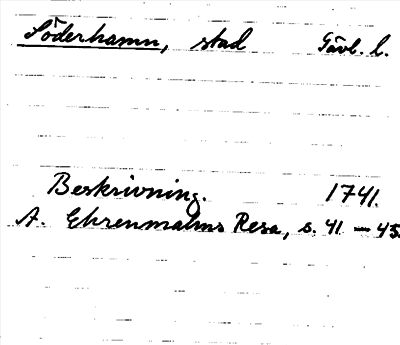 Söderhamn, stad Gävl. l.
Beskrivning. 1741.
A. Ehrenmalms Resa, s. 41 – 45.